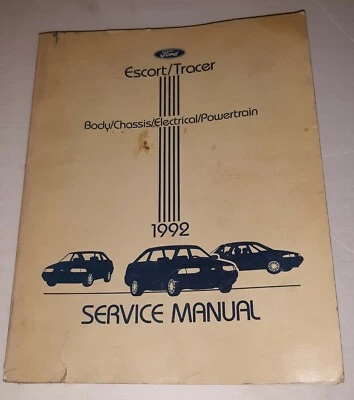 Ford
Escort/Tracer
Body/Chassis/Electrical/Powertrain
1992
SERVICE MANUAL